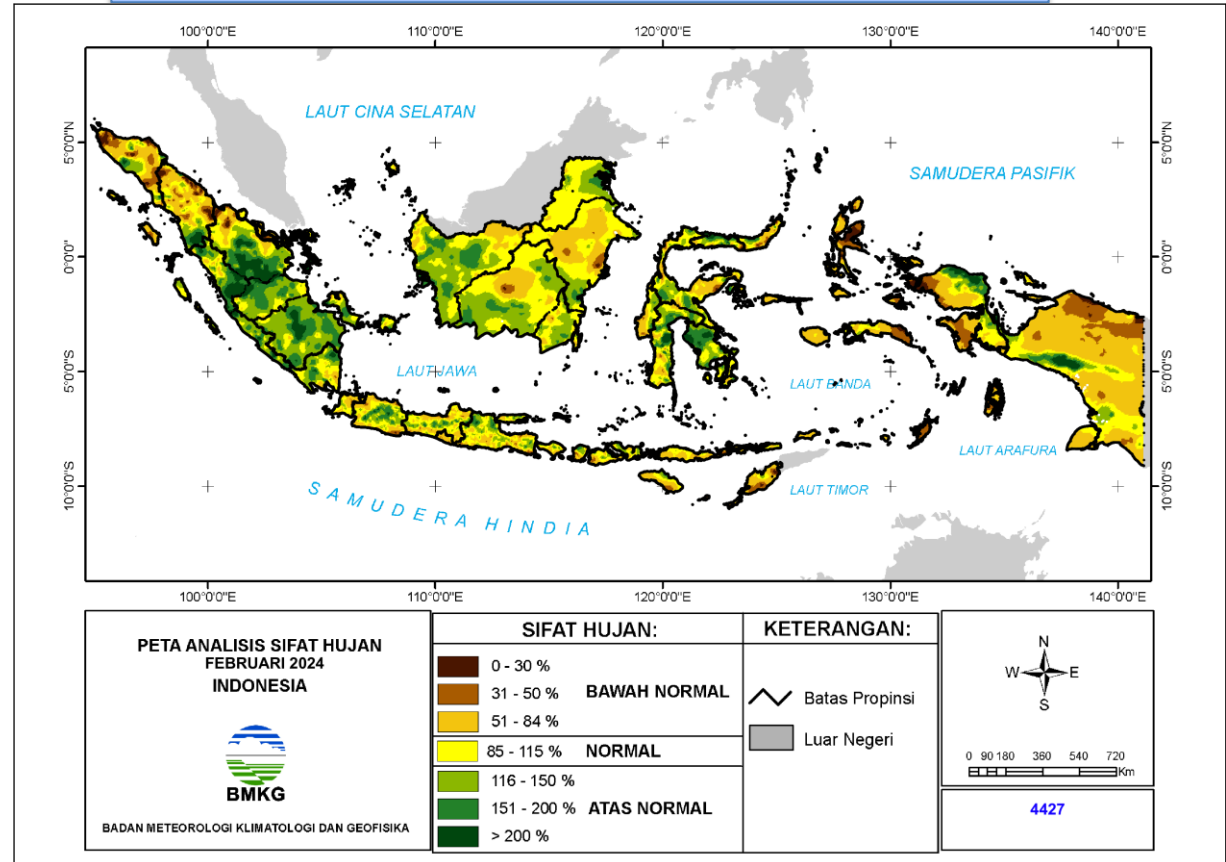 100°0'0"E 110°0'0"E 120°0'0"E 130°0'0"E 140°0'0"E
LAUT CINA SELATAN
5°0'0"N
5°0'0"N
SAMUDERA PASIFIK
0°0'0"
0°0'0"
LAUT JAWA
LAUT BANDA
5°0'0"S
5°0'0"S
LAUT ARAFURA
10°0'0"S
10°0'0"S
LAUT TIMOR
SAMUDERA HINDIA
100°0'0"E 110°0'0"E 120°0'0"E 130°0'0"E 140°0'0"E
PETA ANALISIS SIFAT HUJAN
FEBRUARI 2024
INDONESIA
BMKG
BADAN METEOROLOGI KLIMATOLOGI DAN GEOFISIKA
SIFAT HUJAN:
0 - 30 %
31 - 50 % BAWAH NORMAL
51 - 84 %
85 - 115 % NORMAL
116 - 150 %
151 - 200 % ATAS NORMAL
> 200 %
KETERANGAN:
Batas Propinsi
Luar Negeri
N
W E
S
0 90 180 360 540 720
Km
4427